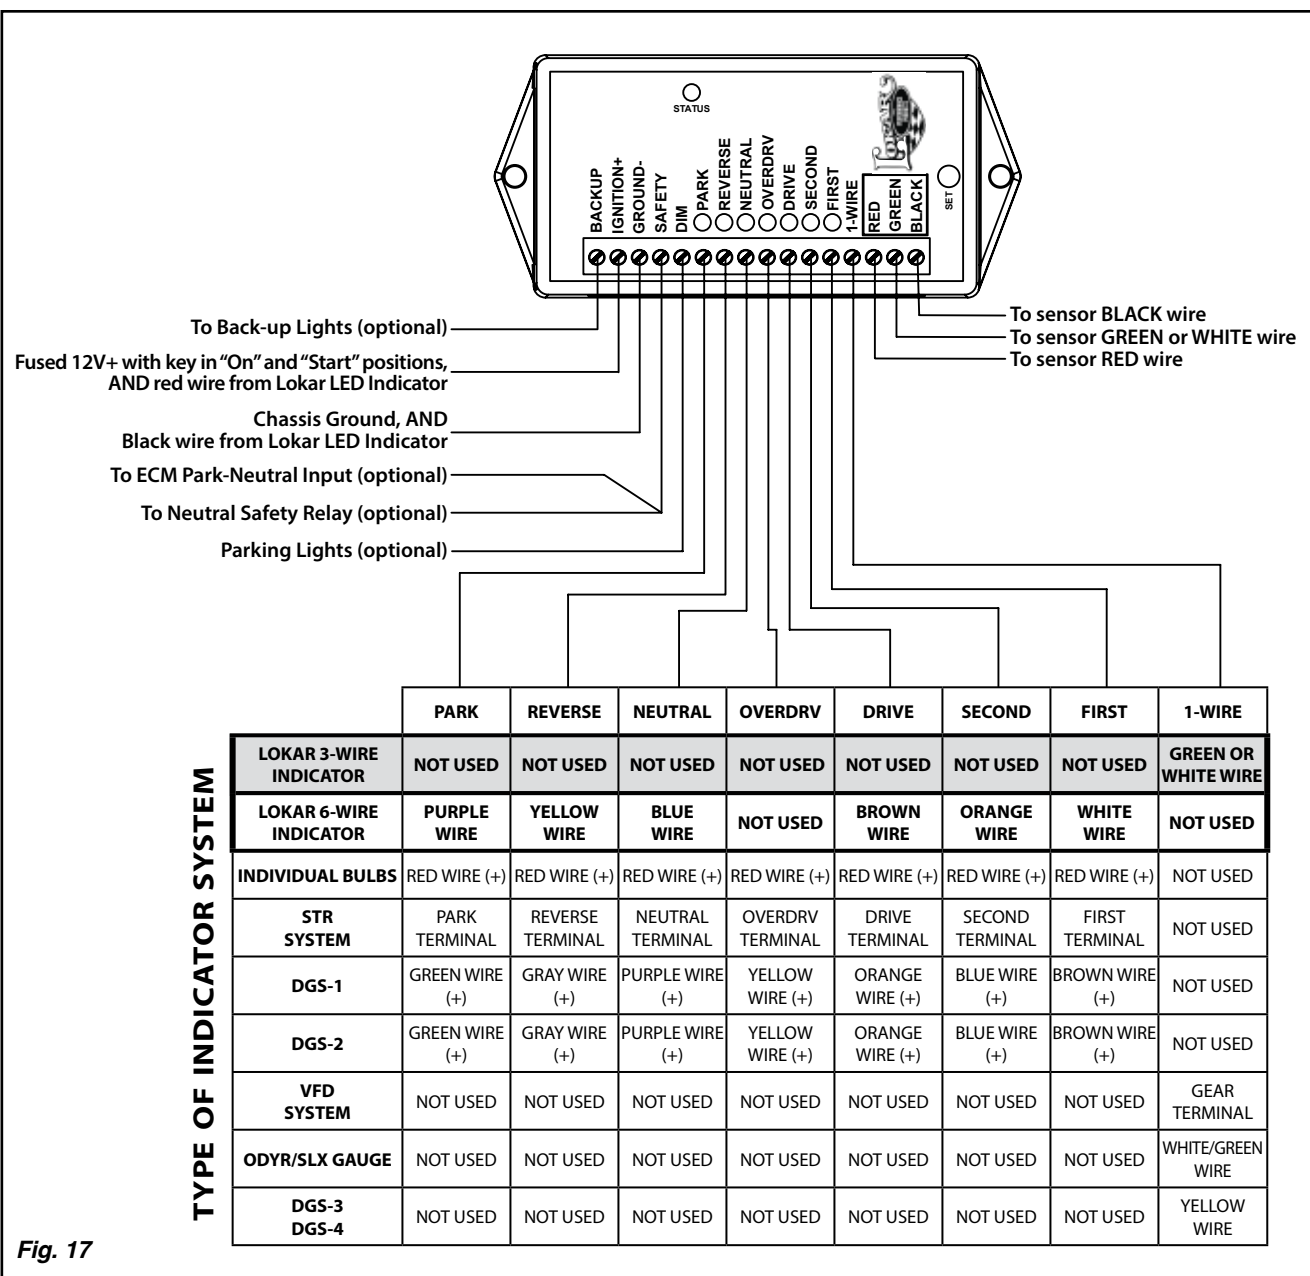 STATUS
LOKAR
BACKUP
IGNITION+
GROUND-
SAFETY
DIM
PARK
REVERSE
NEUTRAL
OVERDRV
DRIVE
SECOND
FIRST
1-WIRE
RED
GREEN
BLACK
SET
To Back-up Lights (optional)
Fused 12V+ with key in “On” and “Start” positions,
AND red wire from Lokar LED Indicator
Chassis Ground, AND
Black wire from Lokar LED Indicator
To ECM Park-Neutral Input (optional)
To Neutral Safety Relay (optional)
Parking Lights (optional)
To sensor BLACK wire
To sensor GREEN or WHITE wire
To sensor RED wire
PARK REVERSE NEUTRAL OVERDRV DRIVE SECOND FIRST 1-WIRE
TYPE OF INDICATOR SYSTEM
LOKAR 3-WIRE INDICATOR NOT USED NOT USED NOT USED NOT USED NOT USED NOT USED NOT USED GREEN OR WHITE WIRE
LOKAR 6-WIRE INDICATOR PURPLE WIRE YELLOW WIRE BLUE WIRE NOT USED BROWN WIRE ORANGE WIRE WHITE WIRE NOT USED
INDIVIDUAL BULBS RED WIRE (+) RED WIRE (+) RED WIRE (+) RED WIRE (+) RED WIRE (+) RED WIRE (+) RED WIRE (+) NOT USED
STR SYSTEM PARK TERMINAL REVERSE TERMINAL NEUTRAL TERMINAL OVERDRV TERMINAL DRIVE TERMINAL SECOND TERMINAL FIRST TERMINAL NOT USED
DGS-1 GREEN WIRE (+) GRAY WIRE (+) PURPLE WIRE (+) YELLOW WIRE (+) ORANGE WIRE (+) BLUE WIRE (+) BROWN WIRE (+) NOT USED
DGS-2 GREEN WIRE (+) GRAY WIRE (+) PURPLE WIRE (+) YELLOW WIRE (+) ORANGE WIRE (+) BLUE WIRE (+) BROWN WIRE (+) NOT USED
VFD SYSTEM NOT USED NOT USED NOT USED NOT USED NOT USED NOT USED NOT USED GEAR TERMINAL
ODYR/SLX GAUGE NOT USED NOT USED NOT USED NOT USED NOT USED NOT USED NOT USED WHITE/GREEN WIRE
DGS-3 DGS-4 NOT USED NOT USED NOT USED NOT USED NOT USED NOT USED NOT USED YELLOW WIRE
Fig. 17